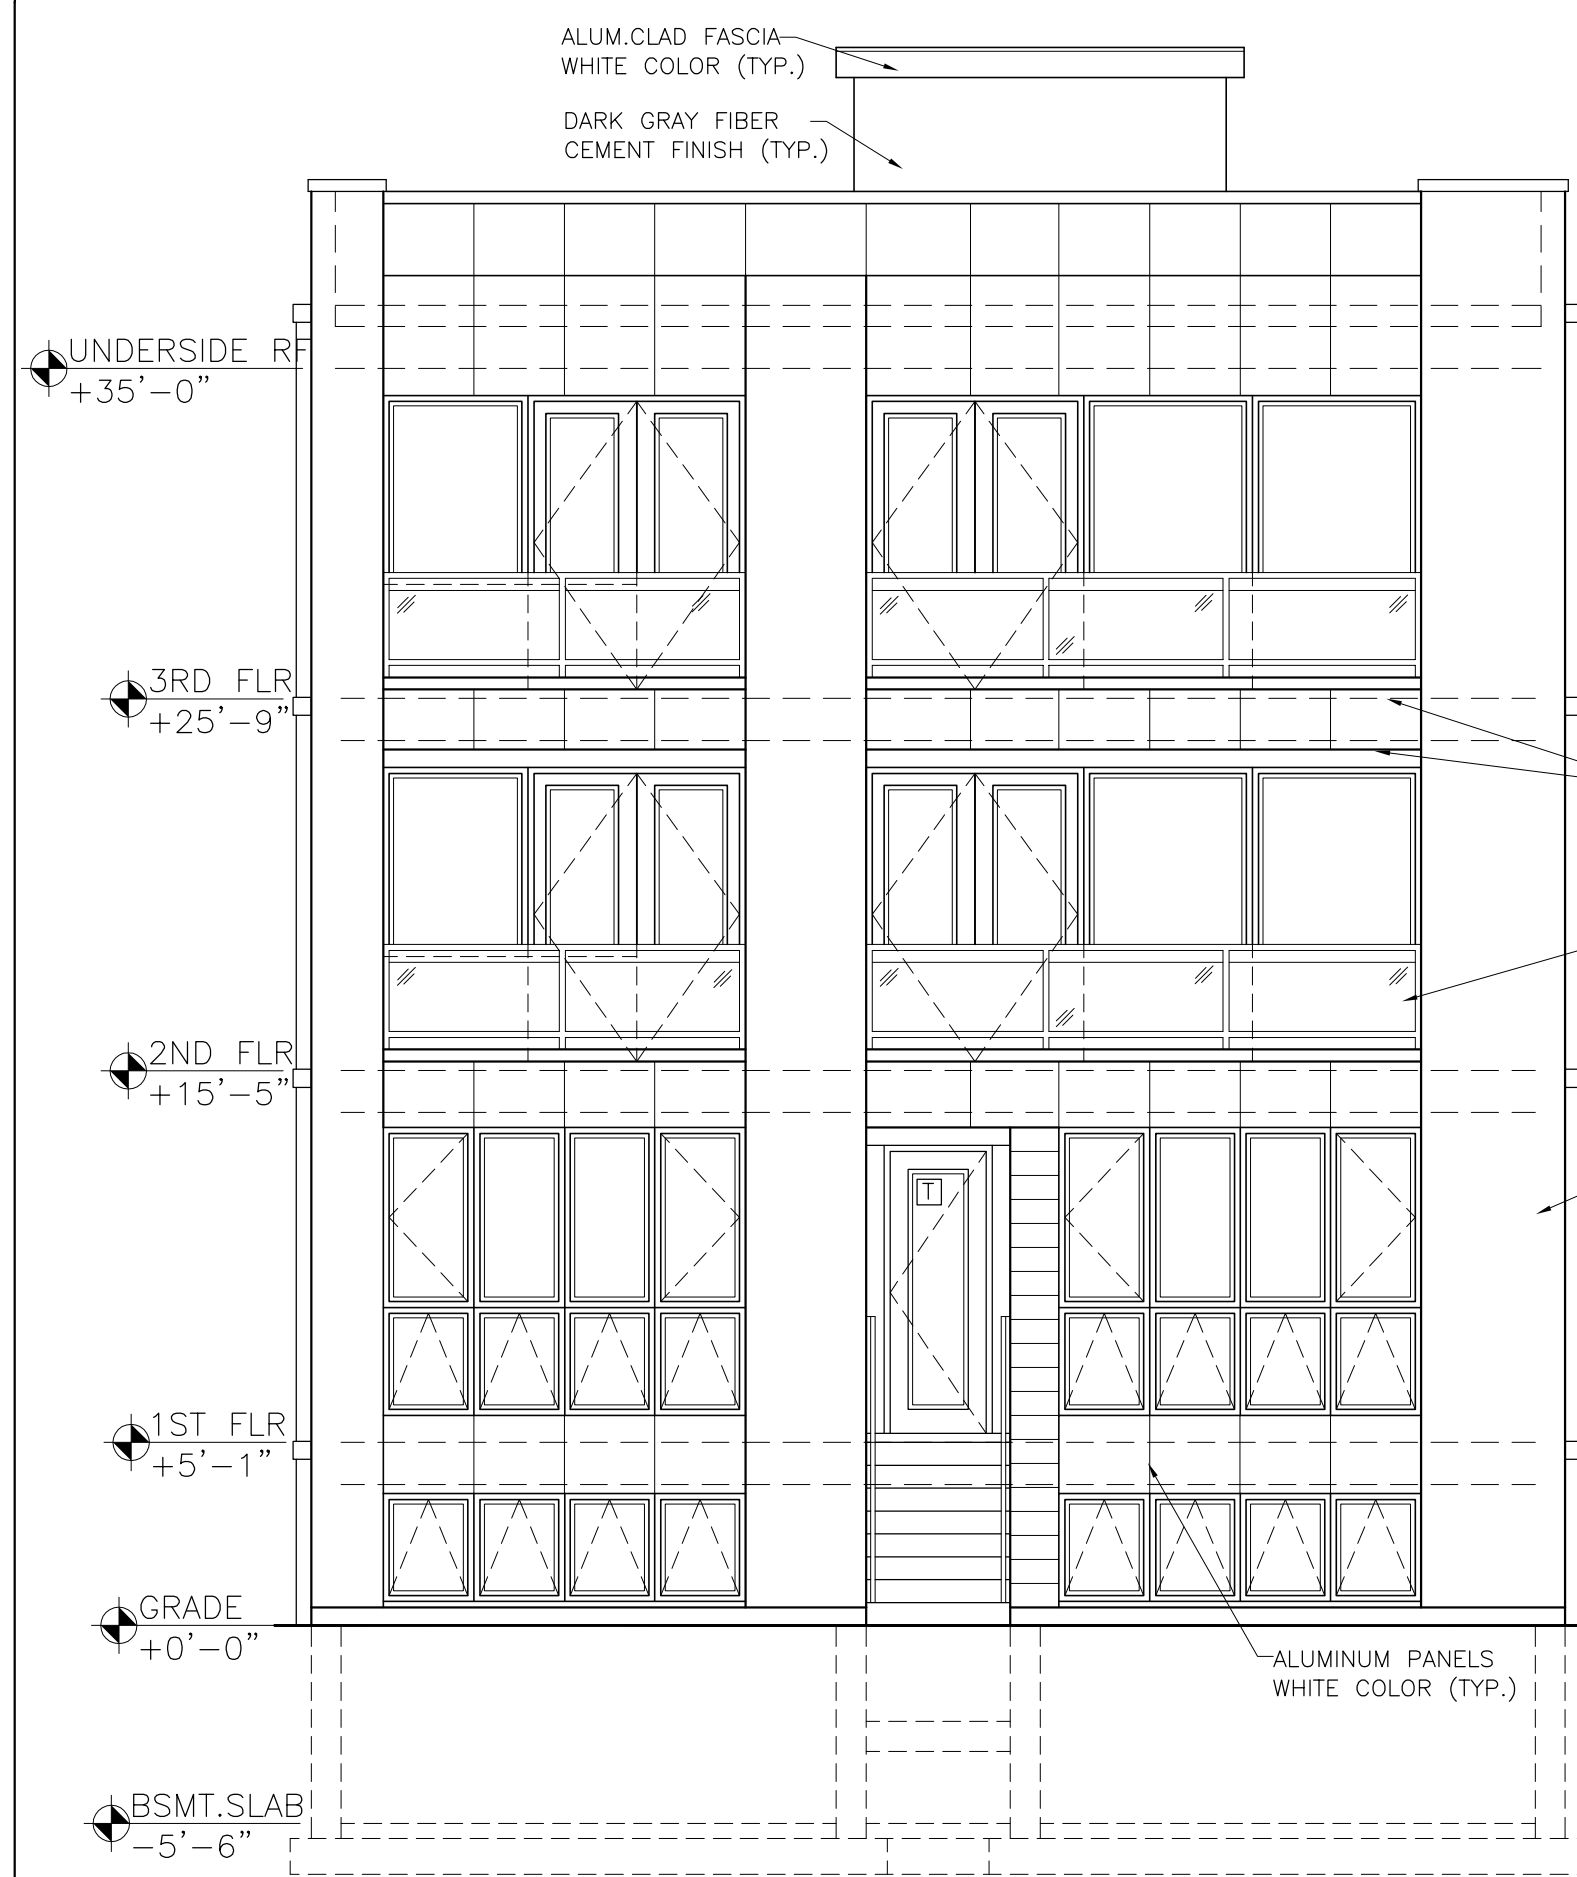 ALUM.CLAD FASCIA
WHITE COLOR (TYP.)
DARK GRAY FIBER
CEMENT FINISH (TYP.)
UNDERSIDE RF
+35'-0"
3RD FLR
+25'-9"
2ND FLR
+15'-5"
T
1ST FLR
+5'-1"
GRADE
+0'-0"
ALUMINUM PANELS
WHITE COLOR (TYP.)
BSMT.SLAB
-5'-6"